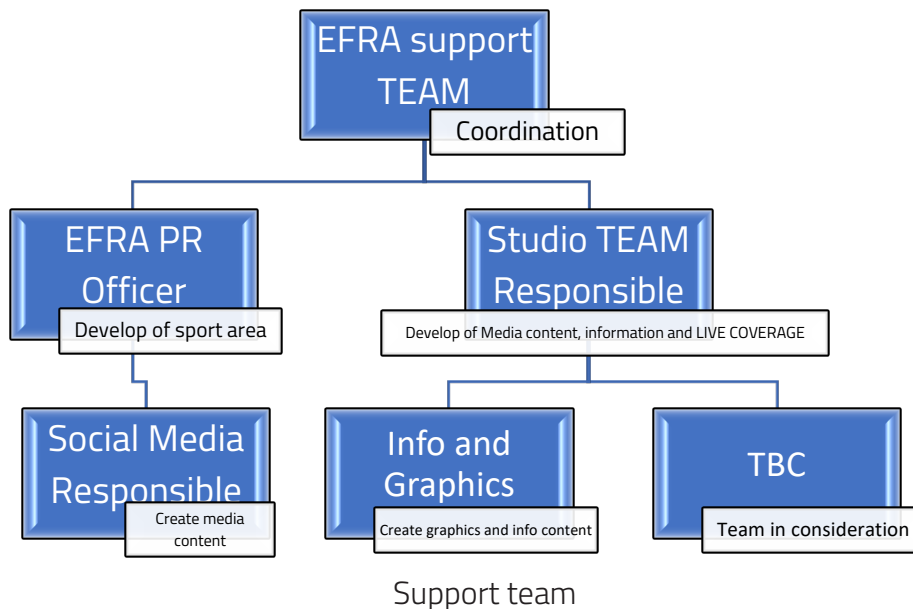 EFRA support
TEAM
Coordination
EFRA PR
Officer
Develop of sport area
Studio TEAM
Responsible
Develop of Media content, information and LIVE COVERAGE
Social Media
Responsible
Create media
content
Info and
Graphics
Create graphics and info content
TBC
Team in consideration
Support team